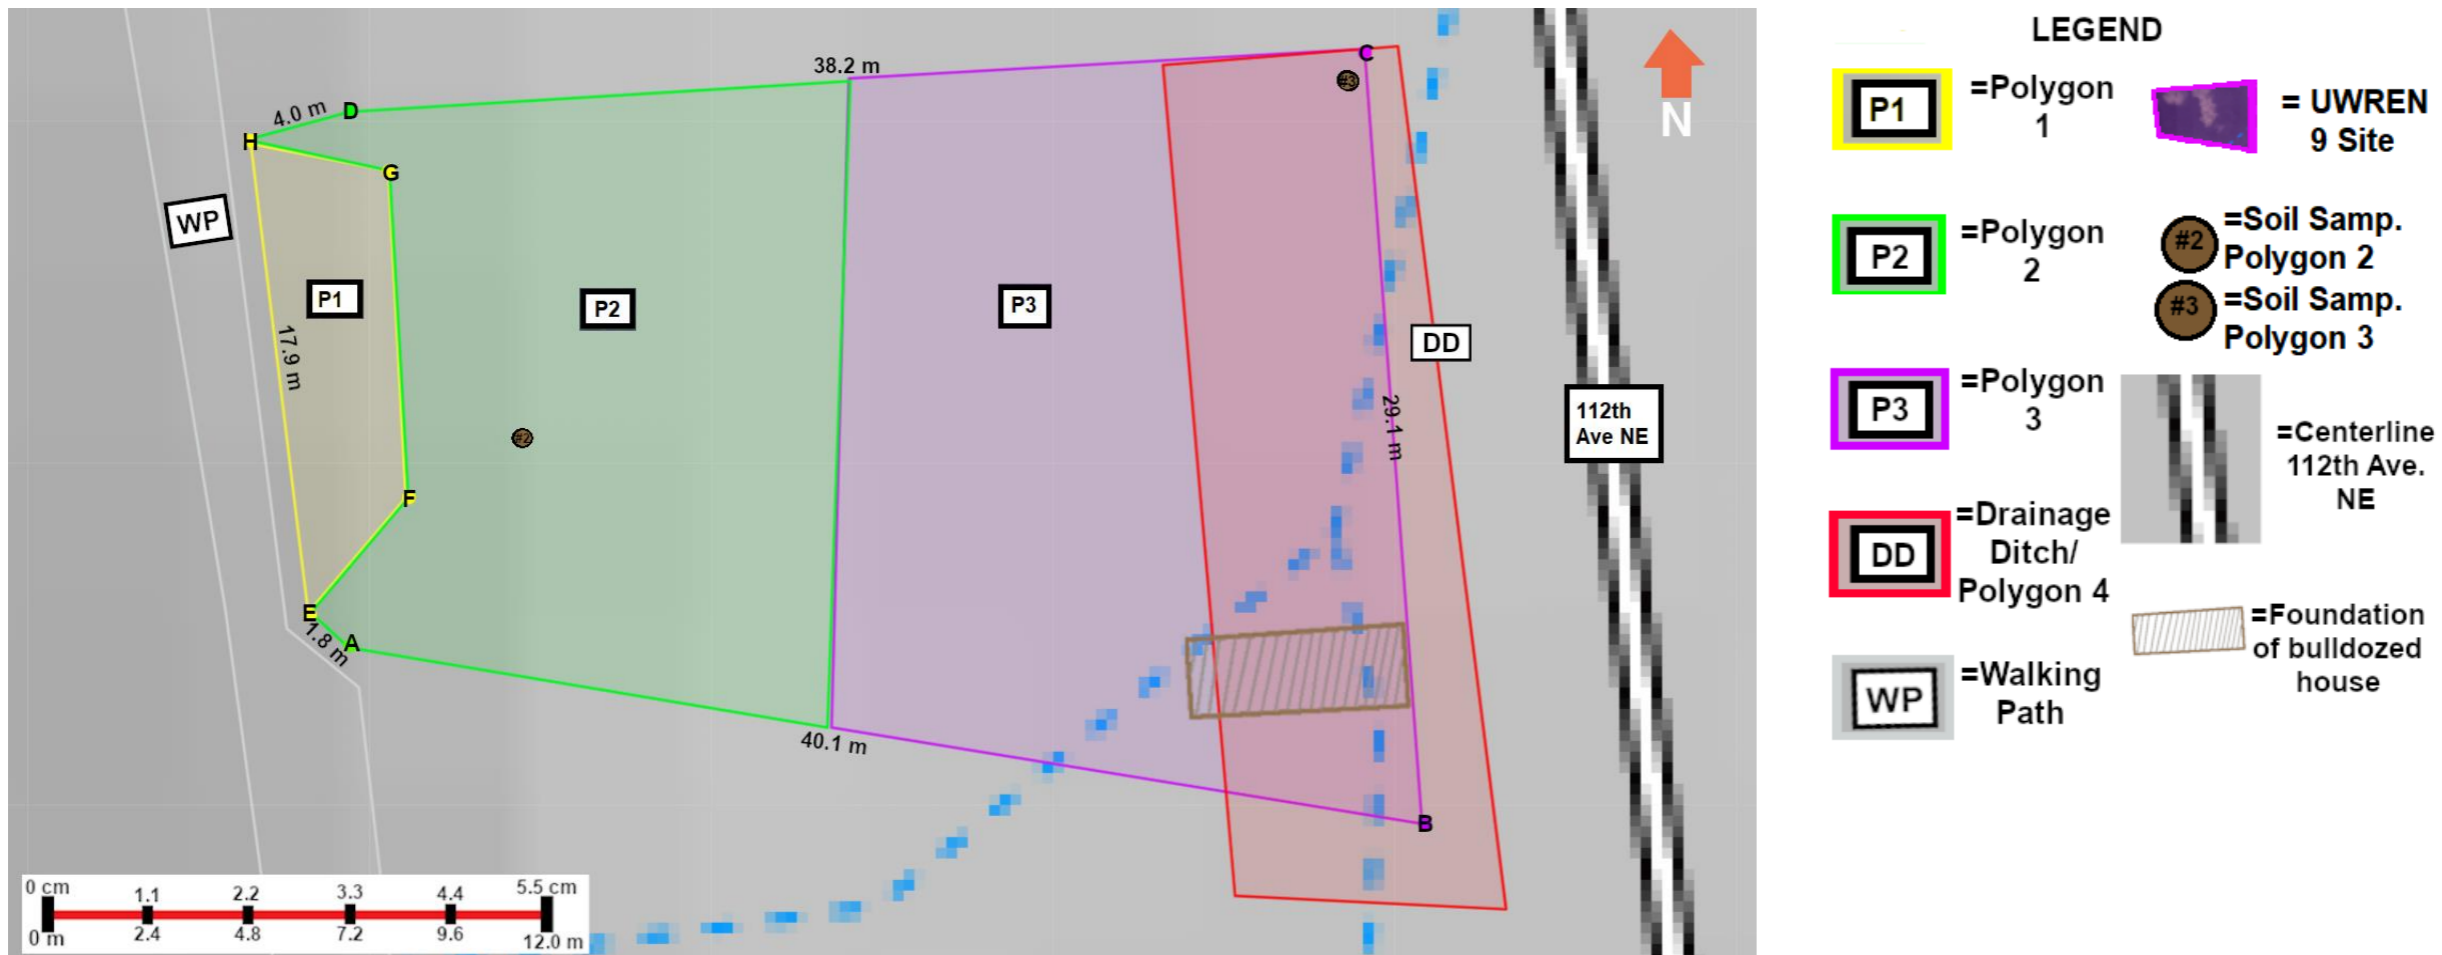 38.2 m
C
#3
4.0 m
D
H
G
N
WP
P1
P2
P3
17.9 m
DD
29.1 m
112th
Ave NE
#2
F
E
1.8 m
A
40.1 m
B
0 cm 1.1 2.2 3.3 4.4 5.5 cm
0 m 2.4 4.8 7.2 9.6 12.0 m
LEGEND
P1 =Polygon
1
P2 =Polygon
2
P3 =Polygon
3
DD =Drainage
Ditch/
Polygon 4
WP =Walking
Path
= UWREN
9 Site
#2 =Soil Samp.
Polygon 2
#3 =Soil Samp.
Polygon 3
=Centerline
112th Ave.
NE
=Foundation
of bulldozed
house